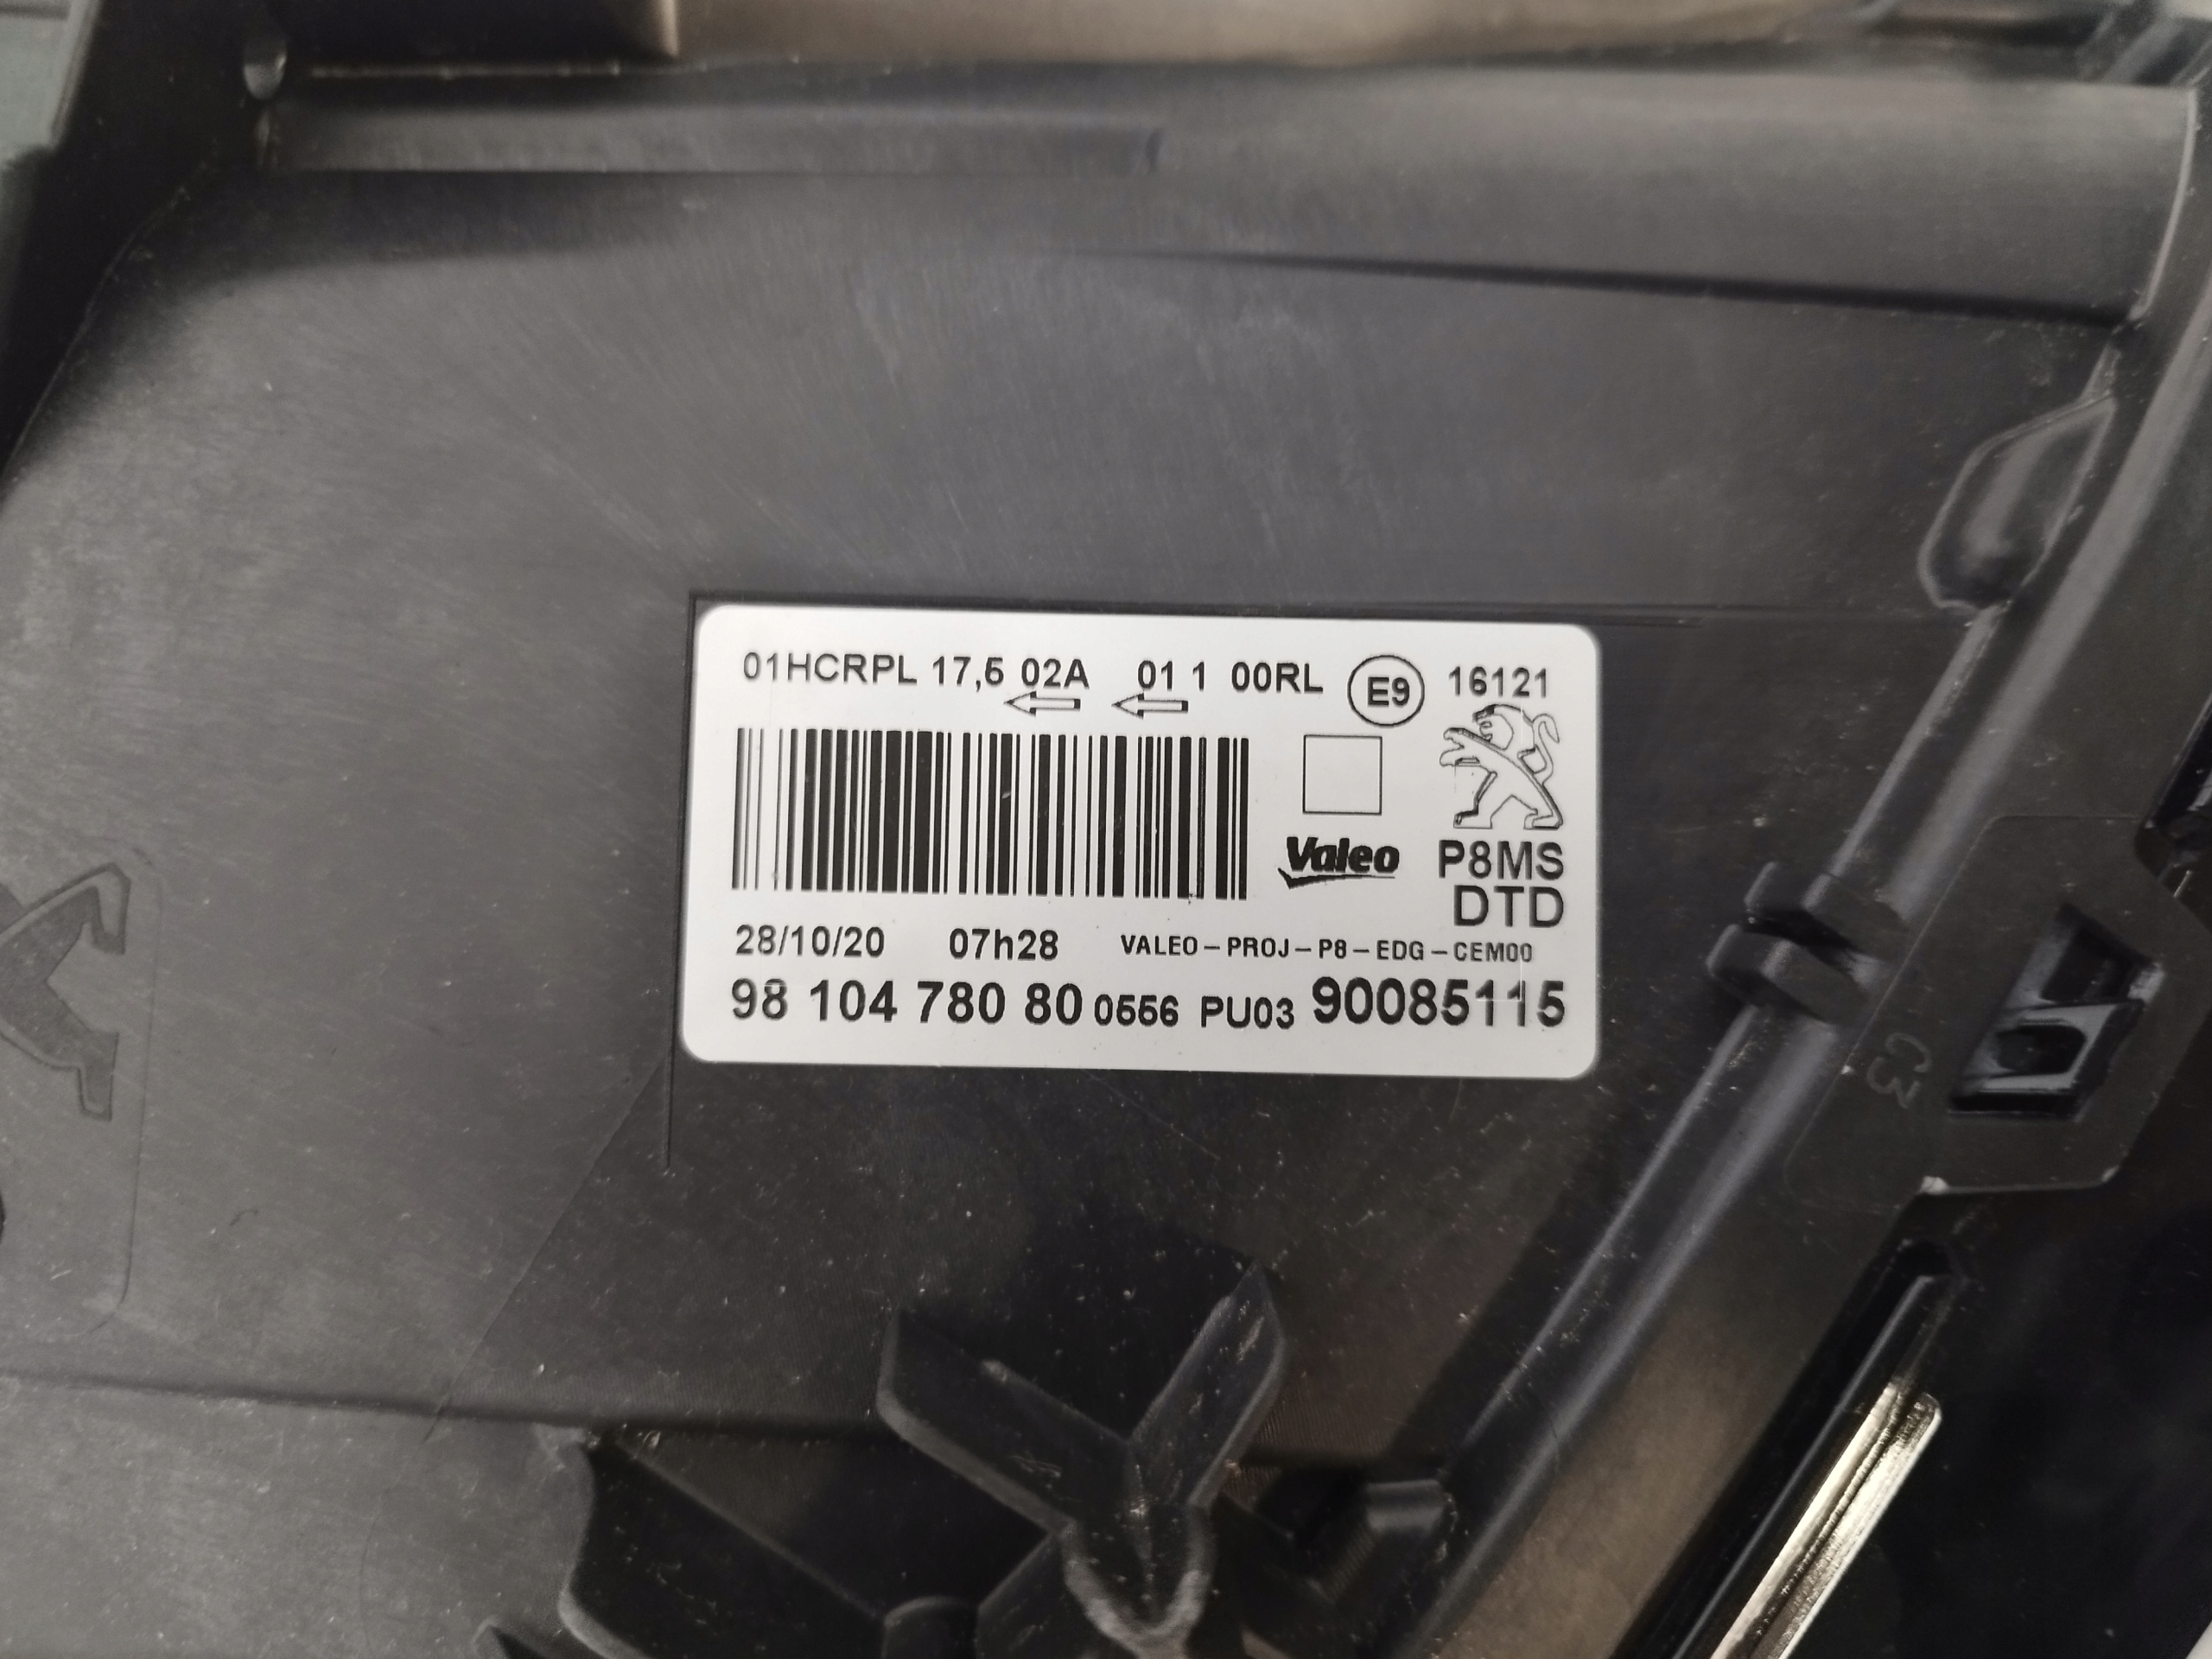 01HCRPL 17,5 02A 01 1 00RL E9 16121
Valeo
P8MS
DTD
28/10/20 07h28 VALEO-PROJ-P8-EDG-CEM00
98 104 780 80 0556 PU03 90085115
C3